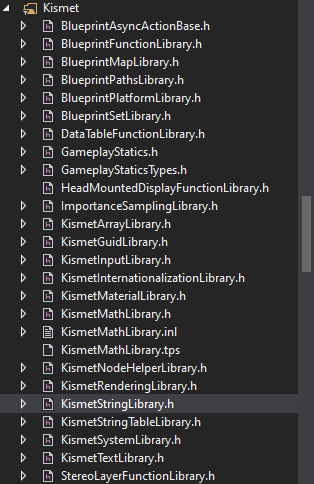 Kismet
BlueprintAsyncActionBase.h
BlueprintFunctionLibrary.h
BlueprintMapLibrary.h
BlueprintPathsLibrary.h
BlueprintPlatformLibrary.h
BlueprintSetLibrary.h
DataTableFunctionLibrary.h
GameplayStatics.h
GameplayStaticsTypes.h
HeadMountedDisplayFunctionLibrary.h
ImportanceSamplingLibrary.h
KismetArrayLibrary.h
KismetGuidLibrary.h
KismetInputLibrary.h
KismetInternationalizationLibrary.h
KismetMaterialLibrary.h
KismetMathLibrary.h
KismetMathLibrary.inl
KismetMathLibrary.tps
KismetNodeHelperLibrary.h
KismetRenderingLibrary.h
KismetStringLibrary.h
KismetStringTableLibrary.h
KismetSystemLibrary.h
KismetTextLibrary.h
StereoLayerFunctionLibrary.h